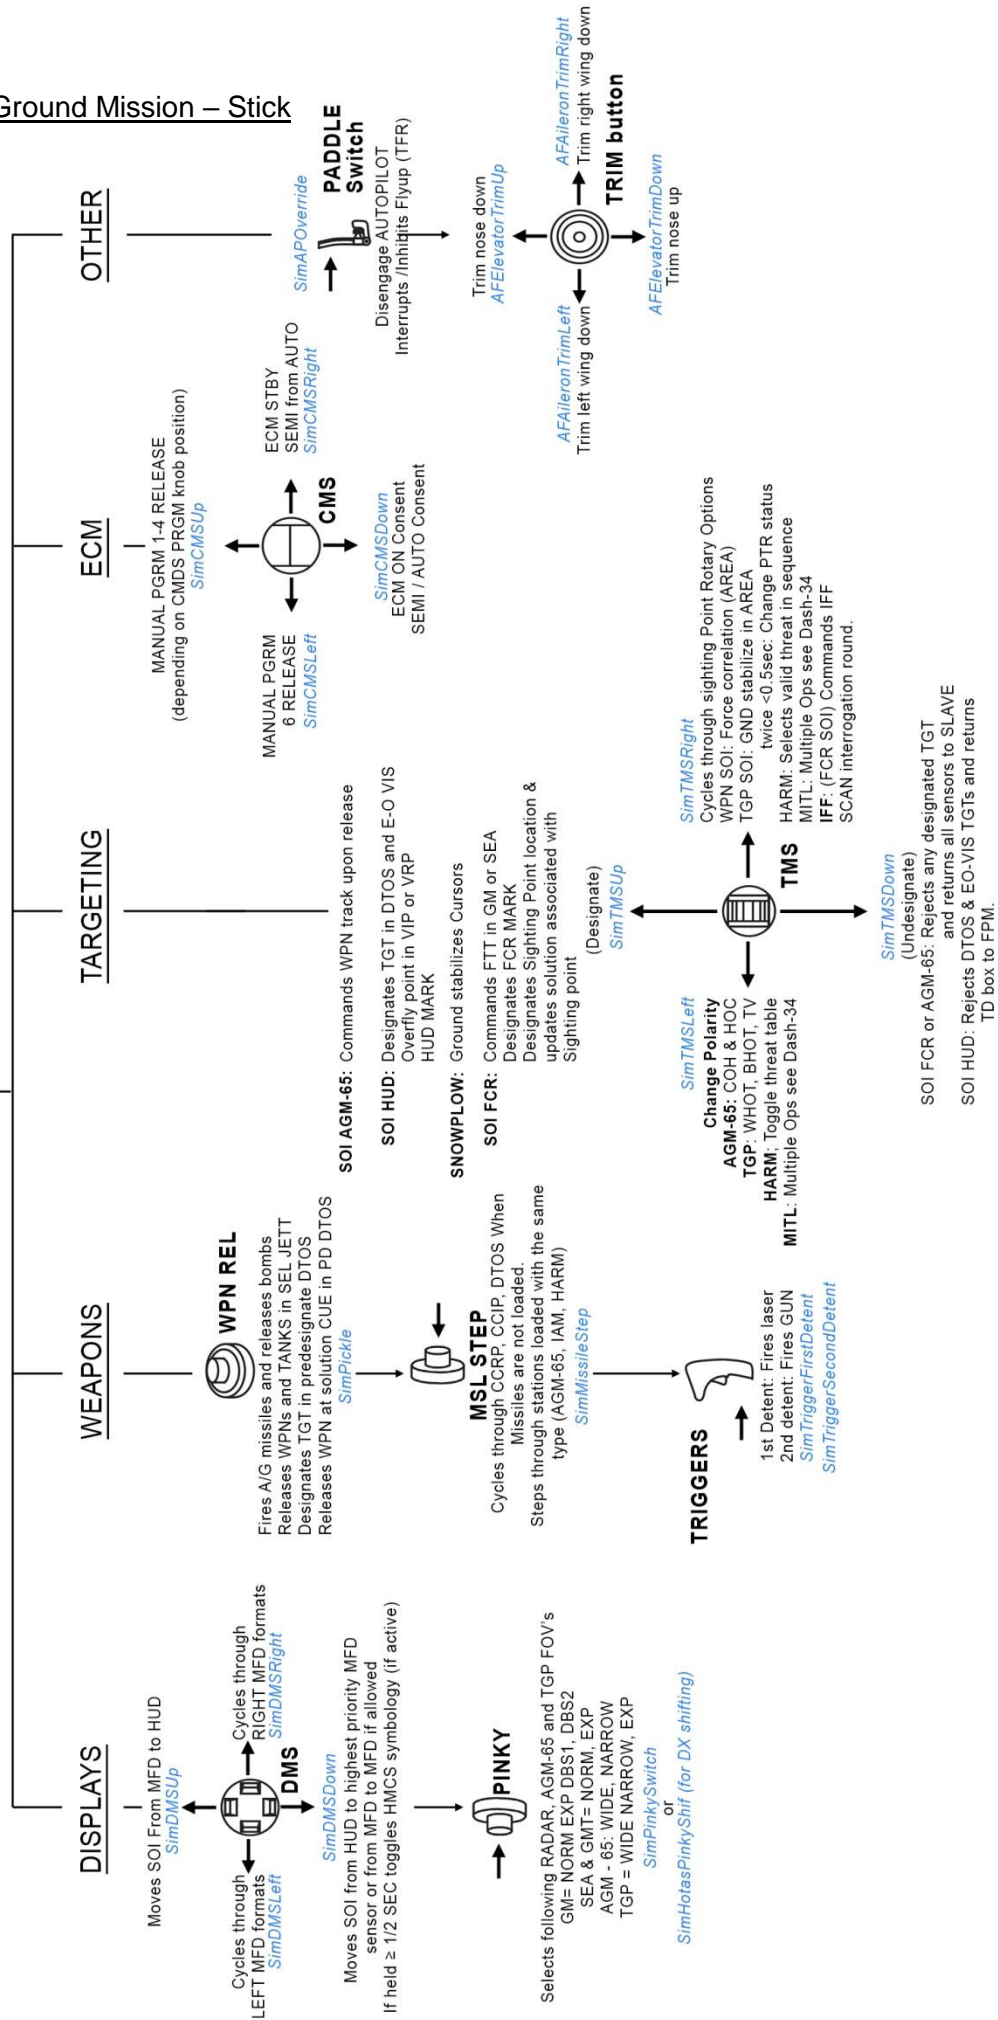 Ground Mission – Stick
DISPLAYS
Moves SOI From MFD to HUD
SimDMSUp
Cycles through
LEFT MFD formats
SimDMSLeft
Cycles through
RIGHT MFD formats
SimDMSRight
DMS
SimDMSDown
Moves SOI from HUD to highest priority MFD
sensor or from MFD to MFD if allowed
If held ≥ 1/2 SEC toggles HMCS symbology (if active)
PINKY
Selects following RADAR, AGM-65 and TGP FOV's
GM= NORM EXP DBS1, DBS2
SEA & GMT= NORM, EXP
AGM - 65: WIDE, NARROW
TGP = WIDE NARROW, EXP
SimPinkySwitch
or
SimHotasPinkyShif (for DX shifting)
WEAPONS
WPN REL
Fires A/G missiles and releases bombs
Releases WPNs and TANKS in SEL JETT
Designates TGT in predesignate DTOS
Releases WPN at solution CUE in PD DTOS
SimPickle
MSL STEP
Cycles through CCRP, CCIP, DTOS When
Missiles are not loaded.
Steps through stations loaded with the same
type (AGM-65, IAM, HARM)
SimMissileStep
TRIGGERS
1st Detent: Fires laser
2nd detent: Fires GUN
SimTriggerFirstDetent
SimTriggerSecondDetent
TARGETING
SOI AGM-65: Commands WPN track upon release
SOI HUD: Designates TGT in DTOS and E-O VIS
Overfly point in VIP or VRP
HUD MARK
SNOWPLOW: Ground stabilizes Cursors
SOI FCR: Commands FTT in GM or SEA
Designates FCR MARK
Designates Sighting Point location &
updates solution associated with
Sighting point
(Designate)
SimTMSUp
SimTMSLeft
Change Polarity
AGM-65: COH & HOC
TGP: WHOT, BHOT, TV
HARM; Toggle threat table
MITL: Multiple Ops see Dash-34
TMS
SimTMSRight
Cycles through sighting Point Rotary Options
WPN SOI: Force correlation (AREA)
TGP SOI: GND stabilize in AREA
twice <0.5sec: Change PTR status
HARM: Selects valid threat in sequence
MITL: Multiple Ops see Dash-34
IFF: (FCR SOI) Commands IFF
SCAN interrogation round.
SimTMSDown
(Undesignate)
SOI FCR or AGM-65: Rejects any designated TGT
and returns all sensors to SLAVE
SOI HUD: Rejects DTOS & EO-VIS TGTs and returns
TD box to FPM.
ECM
MANUAL PGRM 1-4 RELEASE
(depending on CMDS PRGM knob position)
SimCMSUp
MANUAL PGRM
6 RELEASE
SimCMSLeft
ECM STBY
SEMI from AUTO
SimCMSRight
CMS
SimCMSDown
ECM ON Consent
SEMI / AUTO Consent
OTHER
SimAPOverride
PADDLE
Switch
Disengage AUTOPILOT
Interrupts /Inhibits Flyup (TFR)
Trim nose down
AFElevatorTrimUp
AFAileronTrimLeft
Trim left wing down
AFAileronTrimRight
Trim right wing down
TRIM button
AFElevatorTrimDown
Trim nose up